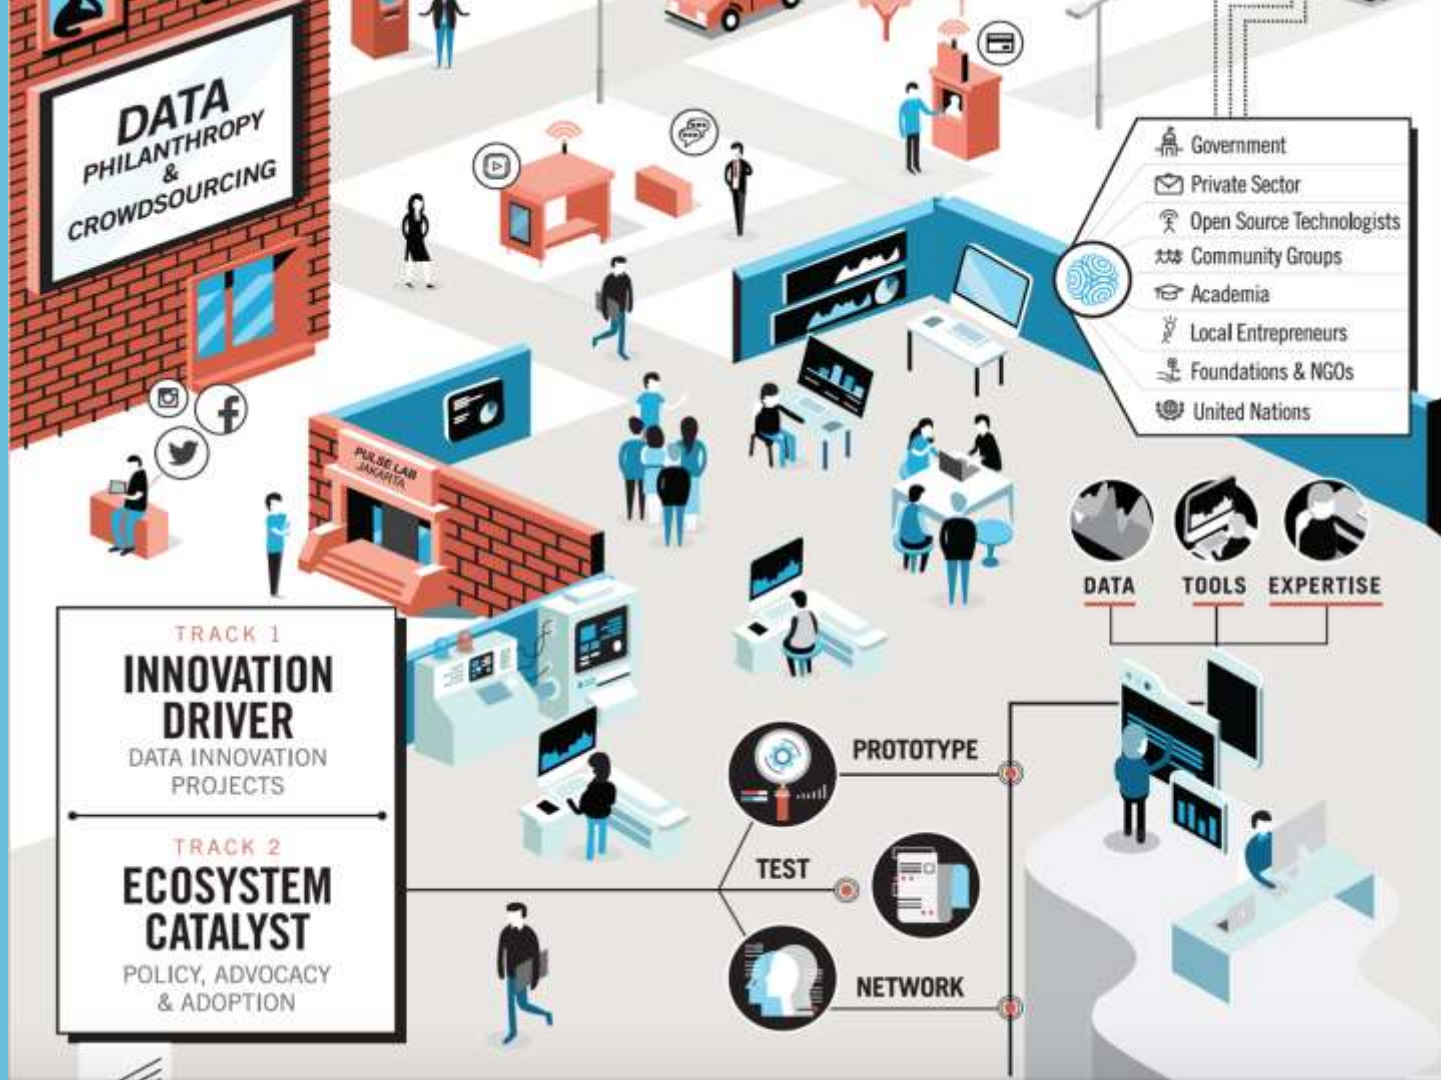 DATA
PHILANTHROPY
&
CROWDSOURCING
Government
Private Sector
Open Source Technologists
Community Groups
Academia
Local Entrepreneurs
Foundations & NGOs
United Nations
PULSE LAB
JAKARTA
DATA
TOOLS
EXPERTISE
TRACK 1
INNOVATION
DRIVER
DATA INNOVATION
PROJECTS
TRACK 2
ECOSYSTEM
CATALYST
POLICY, ADVOCACY
& ADOPTION
PROTOTYPE
TEST
NETWORK